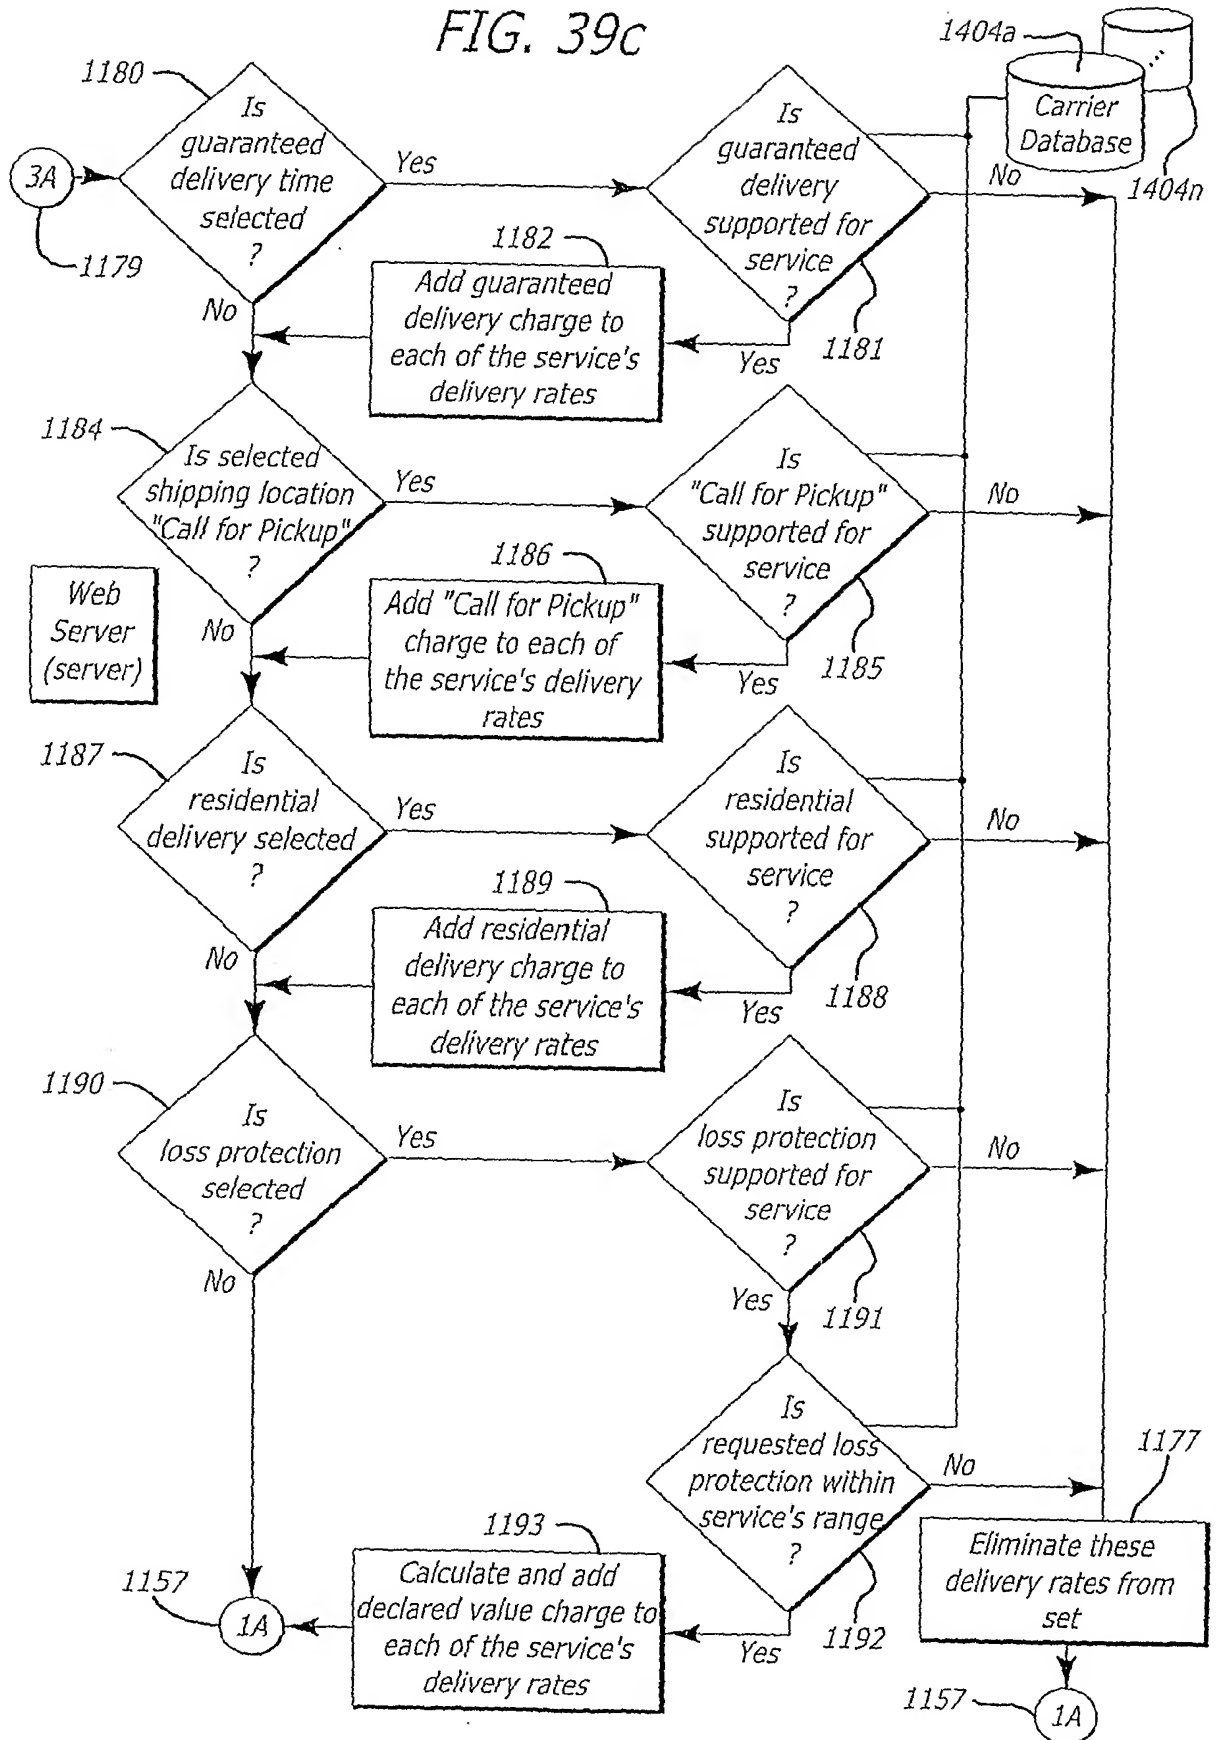 FIG. 39c
1404a
1180
Is
guaranteed
delivery time
selected
?
Is
guaranteed
delivery
supported for
service
?
Carrier
Database
...
1404n
3A
Yes
No
1179
1182
Add guaranteed
delivery charge to
each of the service's
delivery rates
No
Yes
1181
1184
Is selected
shipping location
"Call for Pickup"
?
Yes
Is
"Call for Pickup"
supported for
service
?
No
Web
Server
(server)
1186
Add "Call for Pickup"
charge to each of
the service's delivery
rates
No
Yes
1185
1187
Is
residential
delivery selected
?
Yes
Is
residential
supported for
service
?
No
1189
Add residential
delivery charge to
each of the service's
delivery rates
No
Yes
1188
1190
Is
loss protection
selected
?
Yes
Is
loss protection
supported for
service
?
No
No
Yes
1191
Is
requested loss
protection within
service's range
?
No
1177
1193
Calculate and add
declared value charge to
each of the service's
delivery rates
Eliminate these
delivery rates from
set
1157
1A
Yes
1192
1157
1A